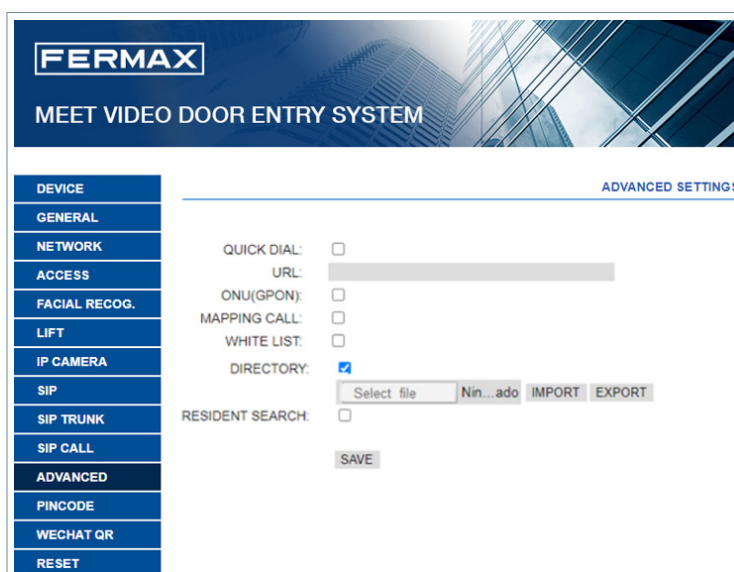 FERMAX
MEET VIDEO DOOR ENTRY SYSTEM
DEVICE
GENERAL
NETWORK
ACCESS
FACIAL RECOG.
LIFT
IP CAMERA
SIP
SIP TRUNK
SIP CALL
ADVANCED
PINCODE
WECHAT QR
RESET
ADVANCED SETTINGS
QUICK DIAL:
URL:
ONU(GPON):
MAPPING CALL:
WHITE LIST:
DIRECTORY:
Select file Nin...ado IMPORT EXPORT
RESIDENT SEARCH:
SAVE